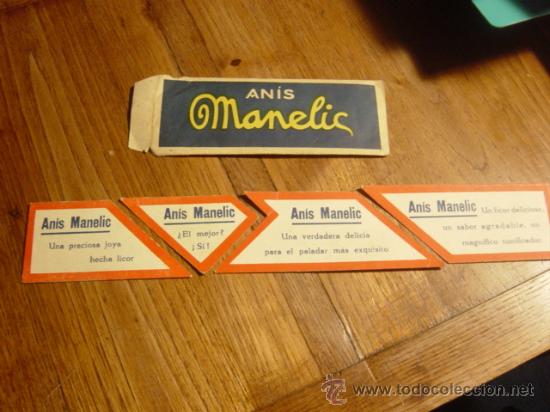 ANÍS
Manelic
Anís Manelic
Una preciosa joya
hecha licor
Anís Manelic
¿El mejor?
¡Sí!
Anís Manelic
Una verdadera delicia
para el paladar más exquisito
Anís Manelic Un licor delicioso,
un sabor agradable, un
magnífico tonificador.
www.todocoleccion.net